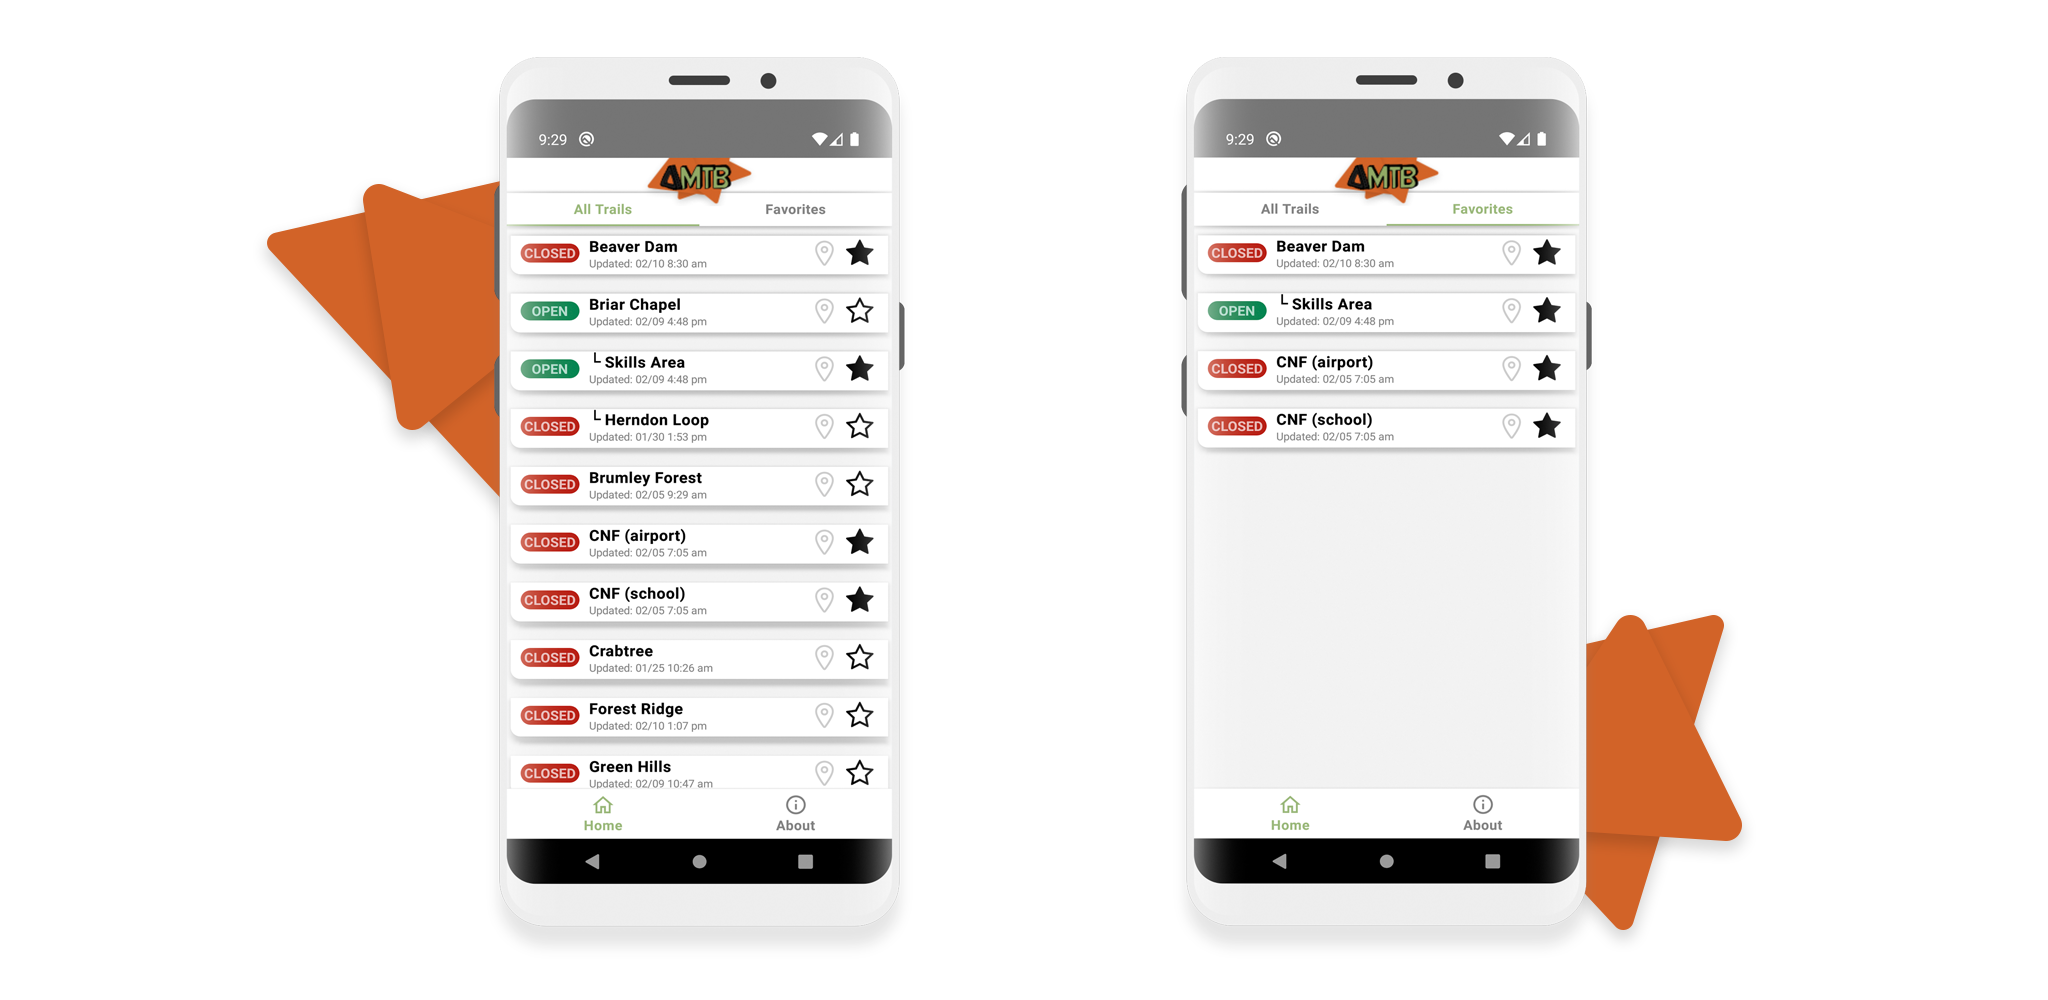 9:29
AMTB
All Trails Favorites
CLOSED Beaver Dam
Updated: 02/10 8:30 am
OPEN Briar Chapel
Updated: 02/09 4:48 pm
OPEN └ Skills Area
Updated: 02/09 4:48 pm
CLOSED └ Herndon Loop
Updated: 01/30 1:53 pm
CLOSED Brumley Forest
Updated: 02/05 9:29 am
CLOSED CNF (airport)
Updated: 02/05 7:05 am
CLOSED CNF (school)
Updated: 02/05 7:05 am
CLOSED Crabtree
Updated: 01/25 10:26 am
CLOSED Forest Ridge
Updated: 02/10 1:07 pm
CLOSED Green Hills
Updated: 02/09 10:47 am
Home About
9:29
AMTB
All Trails Favorites
CLOSED Beaver Dam
Updated: 02/10 8:30 am
OPEN └ Skills Area
Updated: 02/09 4:48 pm
CLOSED CNF (airport)
Updated: 02/05 7:05 am
CLOSED CNF (school)
Updated: 02/05 7:05 am
Home About